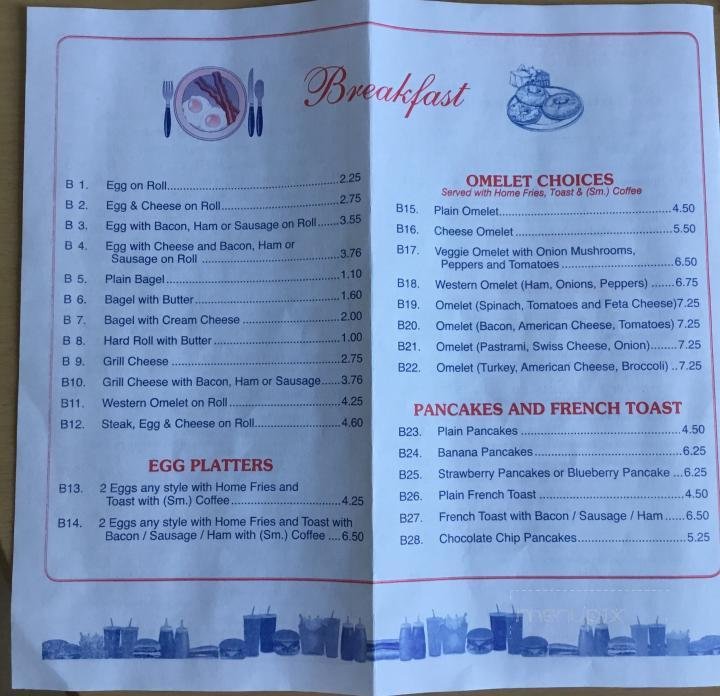 Breakfast
B 1. Egg on Roll 2.25
B 2. Egg & Cheese on Roll 2.75
B 3. Egg with Bacon, Ham or Sausage on Roll 3.55
B 4. Egg with Cheese and Bacon, Ham or
Sausage on Roll 3.76
B 5. Plain Bagel 1.10
B 6. Bagel with Butter 1.60
B 7. Bagel with Cream Cheese 2.00
B 8. Hard Roll with Butter 1.00
B 9. Grill Cheese 2.75
B10. Grill Cheese with Bacon, Ham or Sausage 3.76
B11. Western Omelet on Roll 4.25
B12. Steak, Egg & Cheese on Roll 4.60
EGG PLATTERS
B13. 2 Eggs any style with Home Fries and
Toast with (Sm.) Coffee 4.25
B14. 2 Eggs any style with Home Fries and Toast with
Bacon / Sausage / Ham with (Sm.) Coffee 6.50
OMELET CHOICES
Served with Home Fries, Toast & (Sm.) Coffee
B15. Plain Omelet 4.50
B16. Cheese Omelet 5.50
B17. Veggie Omelet with Onion Mushrooms,
Peppers and Tomatoes 6.50
B18. Western Omelet (Ham, Onions, Peppers) 6.75
B19. Omelet (Spinach, Tomatoes and Feta Cheese) 7.25
B20. Omelet (Bacon, American Cheese, Tomatoes) 7.25
B21. Omelet (Pastrami, Swiss Cheese, Onion) 7.25
B22. Omelet (Turkey, American Cheese, Broccoli) 7.25
PANCAKES AND FRENCH TOAST
B23. Plain Pancakes 4.50
B24. Banana Pancakes 6.25
B25. Strawberry Pancakes or Blueberry Pancake 6.25
B26. Plain French Toast 4.50
B27. French Toast with Bacon / Sausage / Ham 6.50
B28. Chocolate Chip Pancakes 5.25
menupix